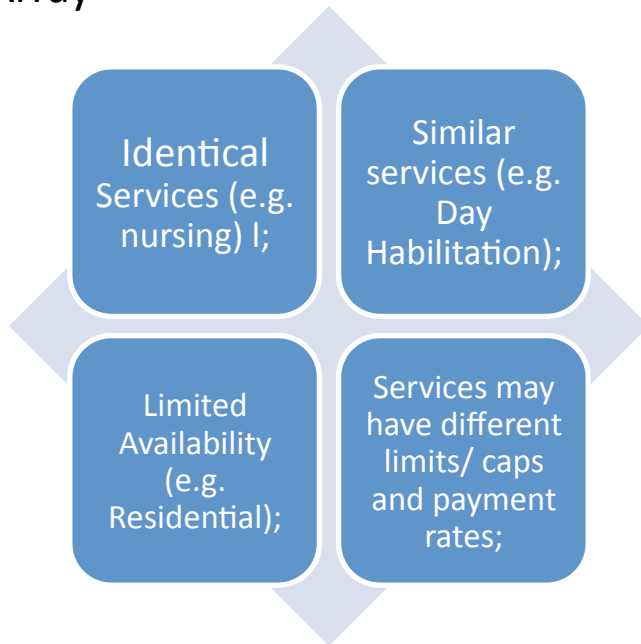 Array
Identical
Services (e.g.
nursing) l;
Similar
services (e.g.
Day
Habilitation);
Limited
Availability
(e.g.
Residential);
Services may
have different
limits/ caps
and payment
rates;